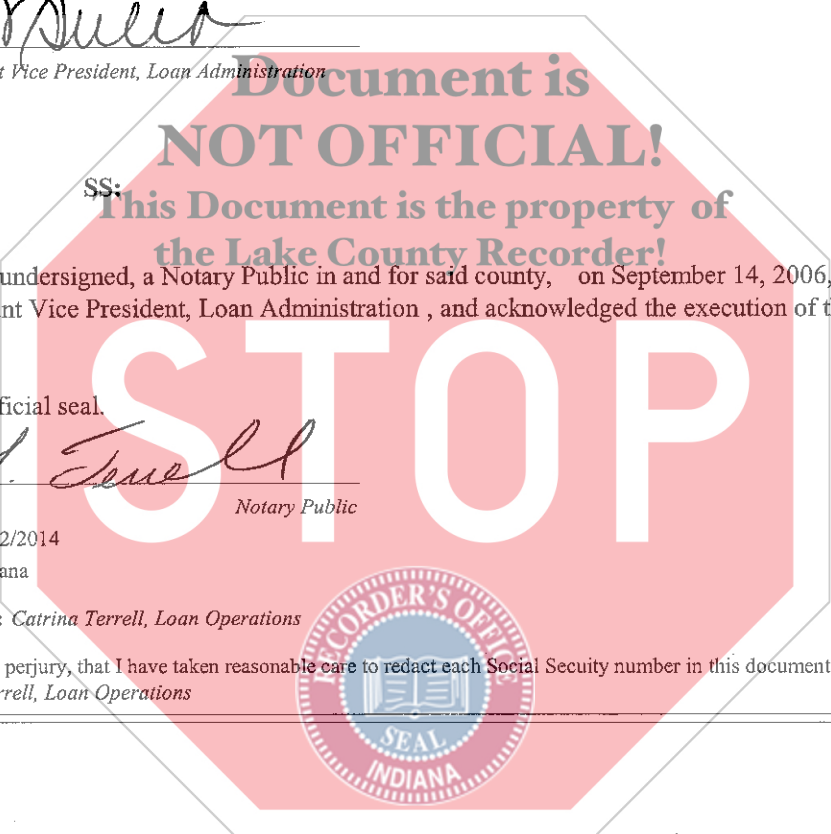 t Vice President, Loan Administration
Document is
NOT OFFICIAL!
SS:
This Document is the property of
the Lake County Recorder!
undersigned, a Notary Public in and for said county, on September 14, 2006,
nt Vice President, Loan Administration , and acknowledged the execution of t
STOP
ficial seal.
. Terrell
Notary Public
2/2014
ana
: Catrina Terrell, Loan Operations
perjury, that I have taken reasonable care to redact each Social Secuity number in this document
rrell, Loan Operations
RECORDER'S OFFICE
SEAL
INDIANA